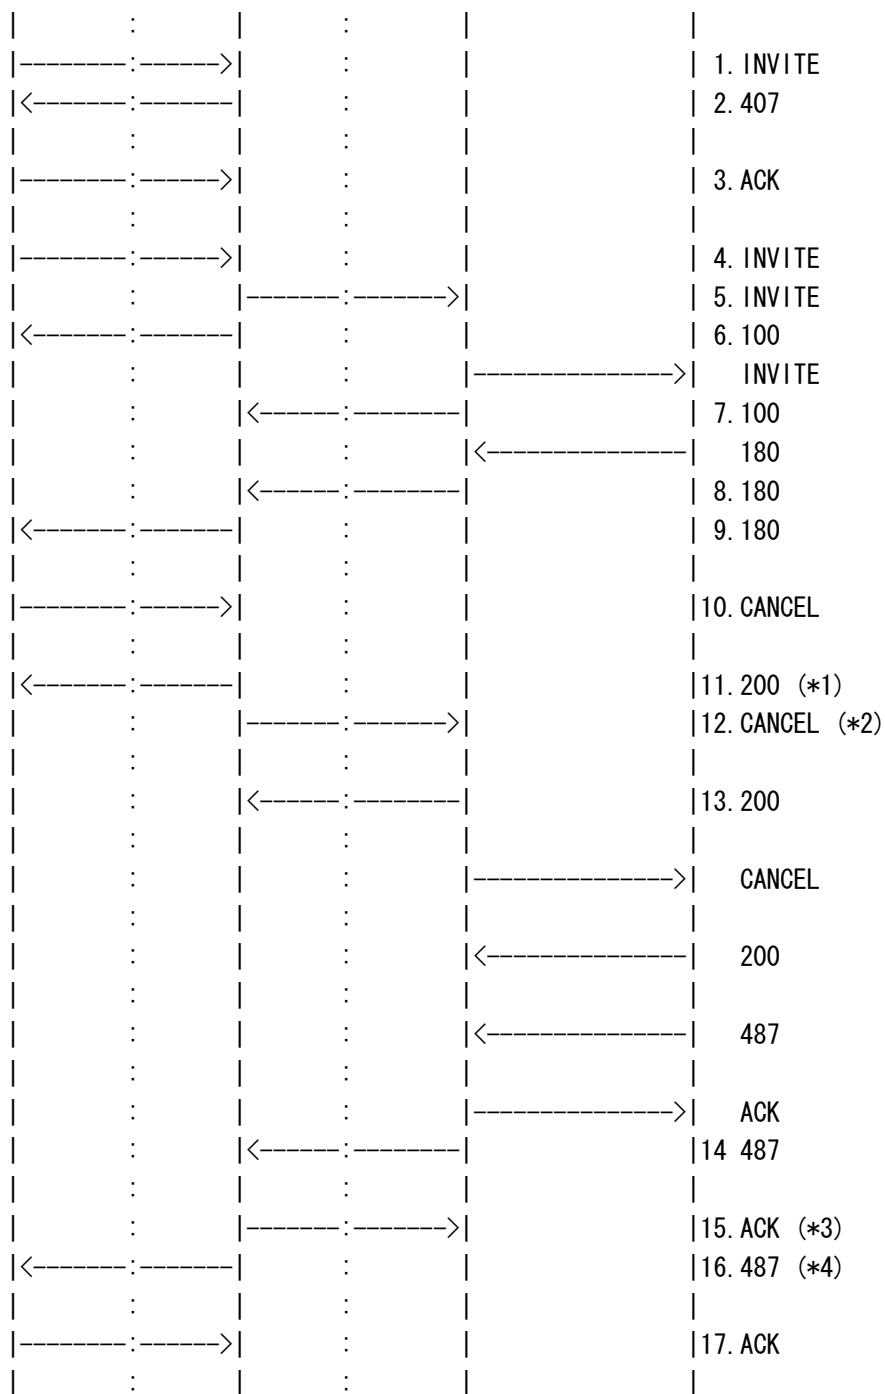 1. INVITE
2. 407
3. ACK
4. INVITE
5. INVITE
6. 100
INVITE
7. 100
180
8. 180
9. 180
10. CANCEL
11. 200 (*1)
12. CANCEL (*2)
13. 200
CANCEL
200
487
ACK
14 487
15. ACK (*3)
16. 487 (*4)
17. ACK